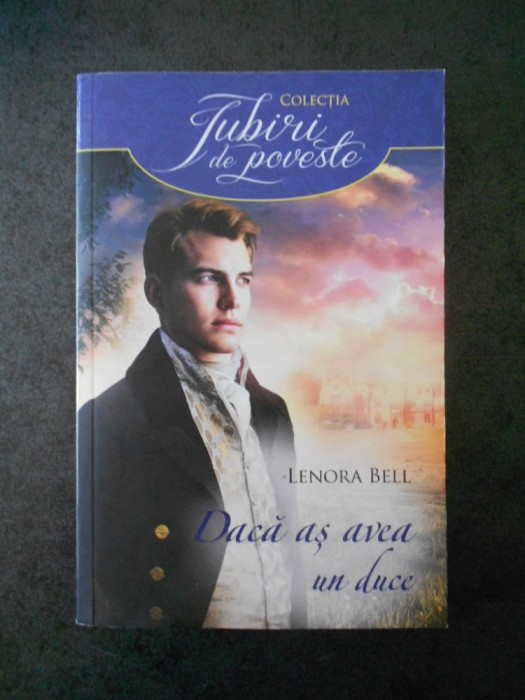 COLECȚIA
Iubiri
de poveste
LENORA BELL
Dacă aș avea
un duce